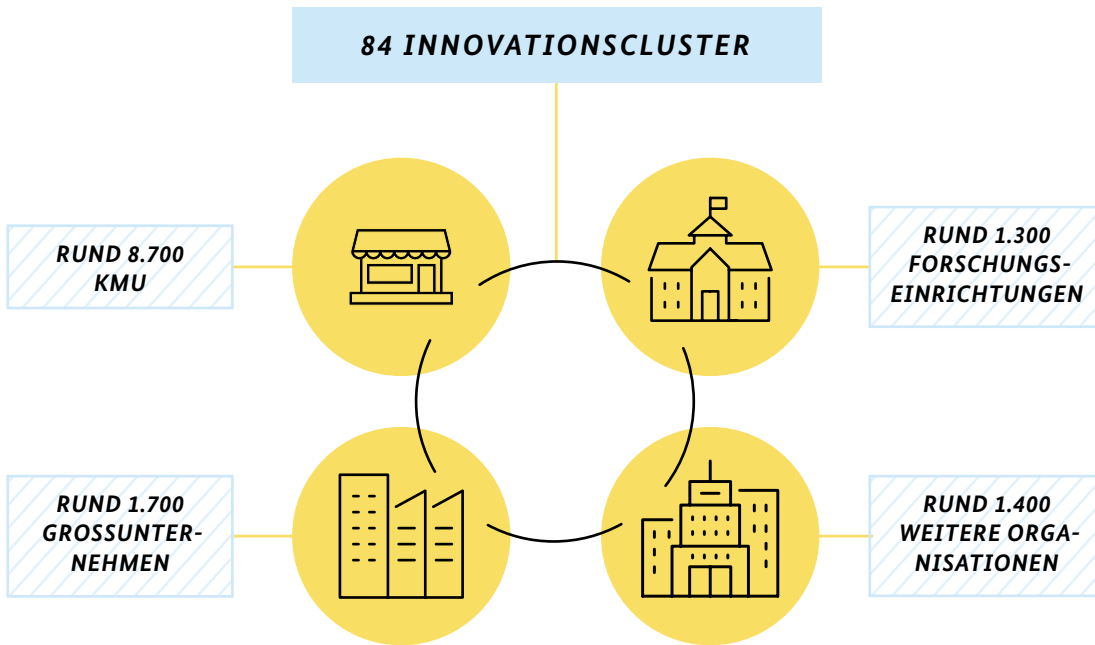 84 INNOVATIONSCLUSTER
RUND 8.700
KMU
RUND 1.300
FORSCHUNGS-
EINRICHTUNGEN
RUND 1.700
GROSSUNTER-
NEHMEN
RUND 1.400
WEITERE ORGA-
NISATIONEN